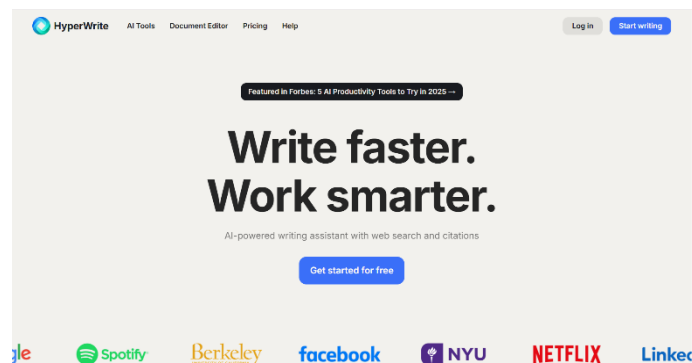 HyperWrite AI Tools Document Editor Pricing Help Log in Start writing
Featured in Forbes: 5 AI Productivity Tools to Try in 2025 →
Write faster.
Work smarter.
AI-powered writing assistant with web search and citations
Get started for free
gle Spotify Berkeley facebook NYU NETFLIX Linked